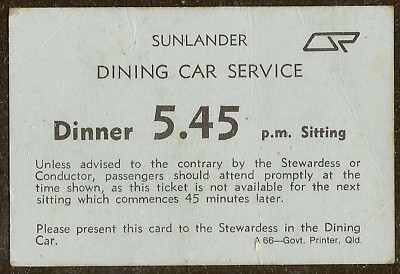 SUNLANDER
DINING CAR SERVICE
Dinner 5.45 p.m. Sitting
Unless advised to the contrary by the Stewardess or
Conductor, passengers should attend promptly at the
time shown, as this ticket is not available for the next
sitting which commences 45 minutes later.
Please present this card to the Stewardess in the Dining
Car.
A 66—Govt. Printer, Qld.